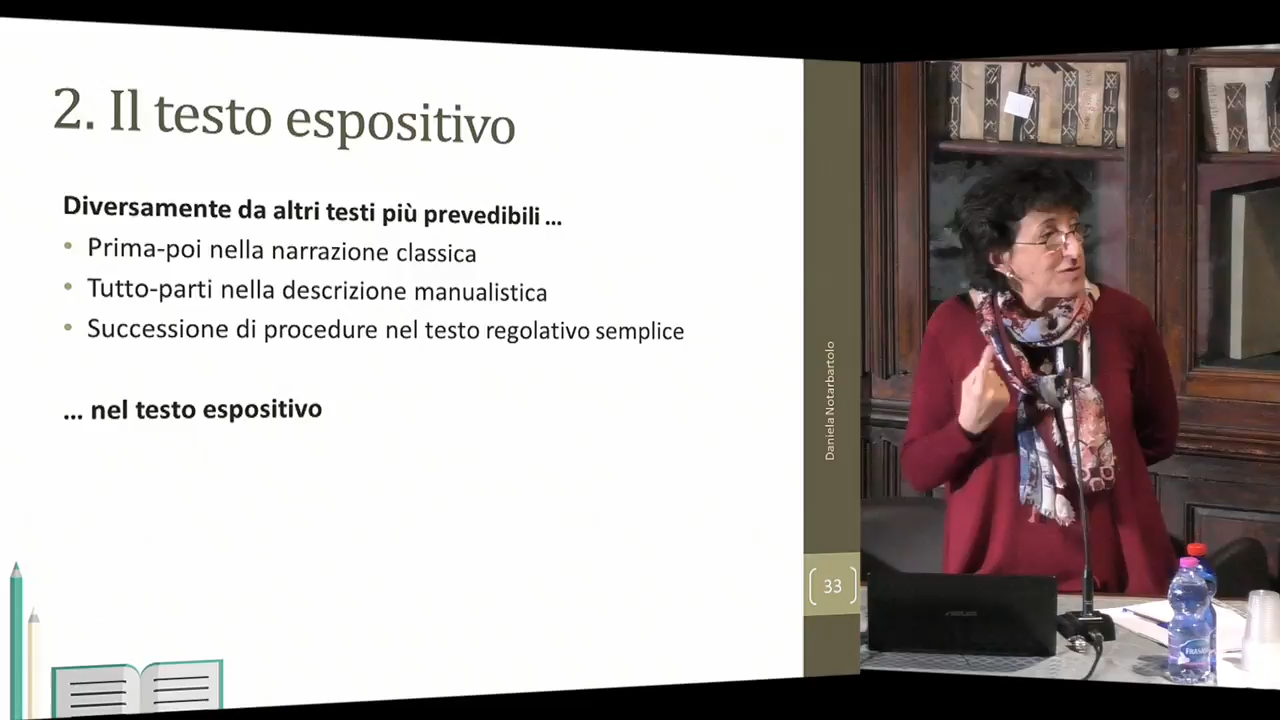 2. Il testo espositivo
Diversamente da altri testi più prevedibili ...
• Prima-poi nella narrazione classica
• Tutto-parti nella descrizione manualistica
• Successione di procedure nel testo regolativo semplice
... nel testo espositivo
Daniela Notarbartolo
33
ASUS